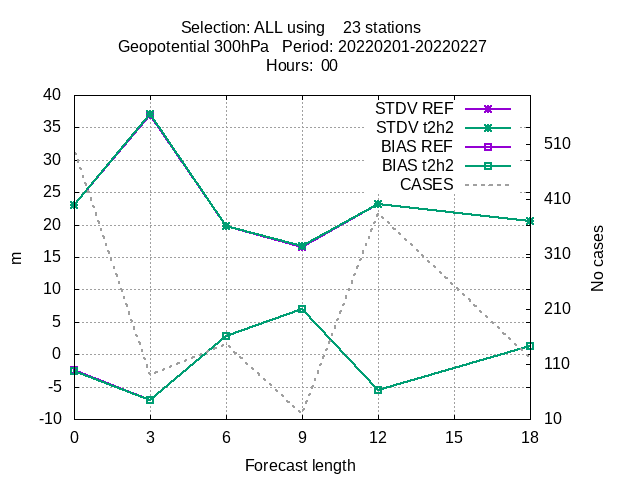 Selection: ALL using    23 stations
Geopotential 300hPa   Period: 20220201-20220227
Hours:  00
STDV REF
STDV t2h2
BIAS REF
BIAS t2h2
CASES
40
35
30
25
20
15
10
5
0
-5
-10
m
510
410
310
210
110
10
No cases
0 3 6 9 12 15 18
Forecast length